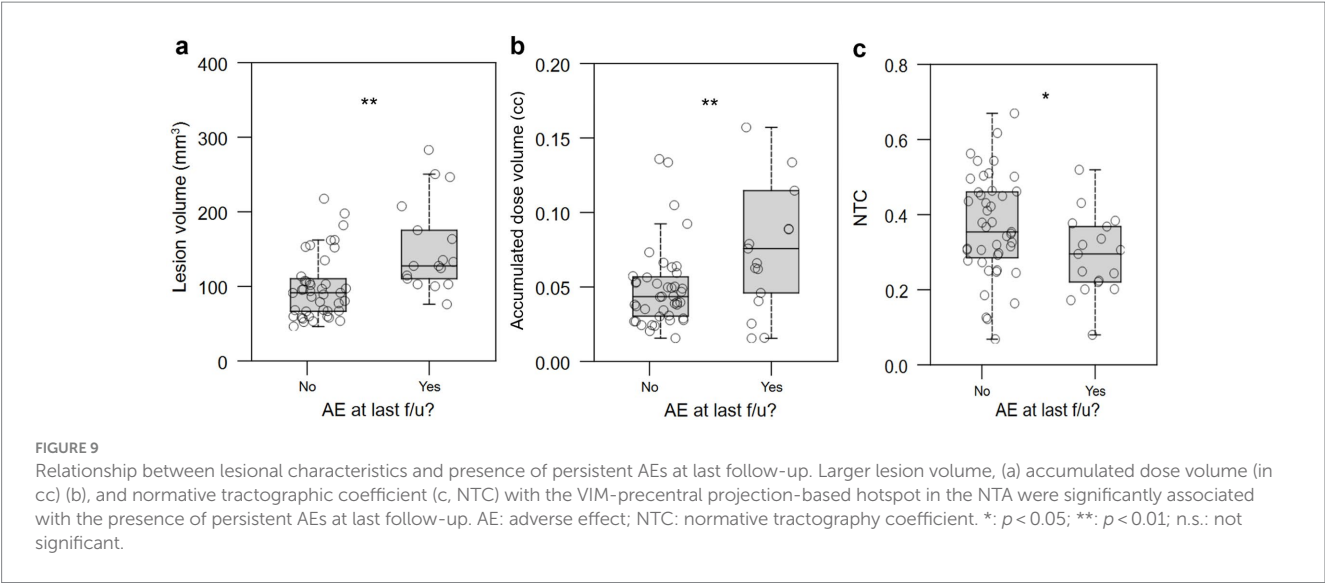 a
400
300
200
100
0
Lesion volume (mm³)
**
No
Yes
AE at last f/u?
b
0.20
0.15
0.10
0.05
0.00
Accumulated dose volume (cc)
**
No
Yes
AE at last f/u?
c
0.8
0.6
0.4
0.2
0.0
NTC
*
No
Yes
AE at last f/u?
FIGURE 9
Relationship between lesional characteristics and presence of persistent AEs at last follow-up. Larger lesion volume, (a) accumulated dose volume (in
cc) (b), and normative tractographic coefficient (c, NTC) with the VIM-precentral projection-based hotspot in the NTA were significantly associated
with the presence of persistent AEs at last follow-up. AE: adverse effect; NTC: normative tractography coefficient. *: p < 0.05; **: p < 0.01; n.s.: not
significant.